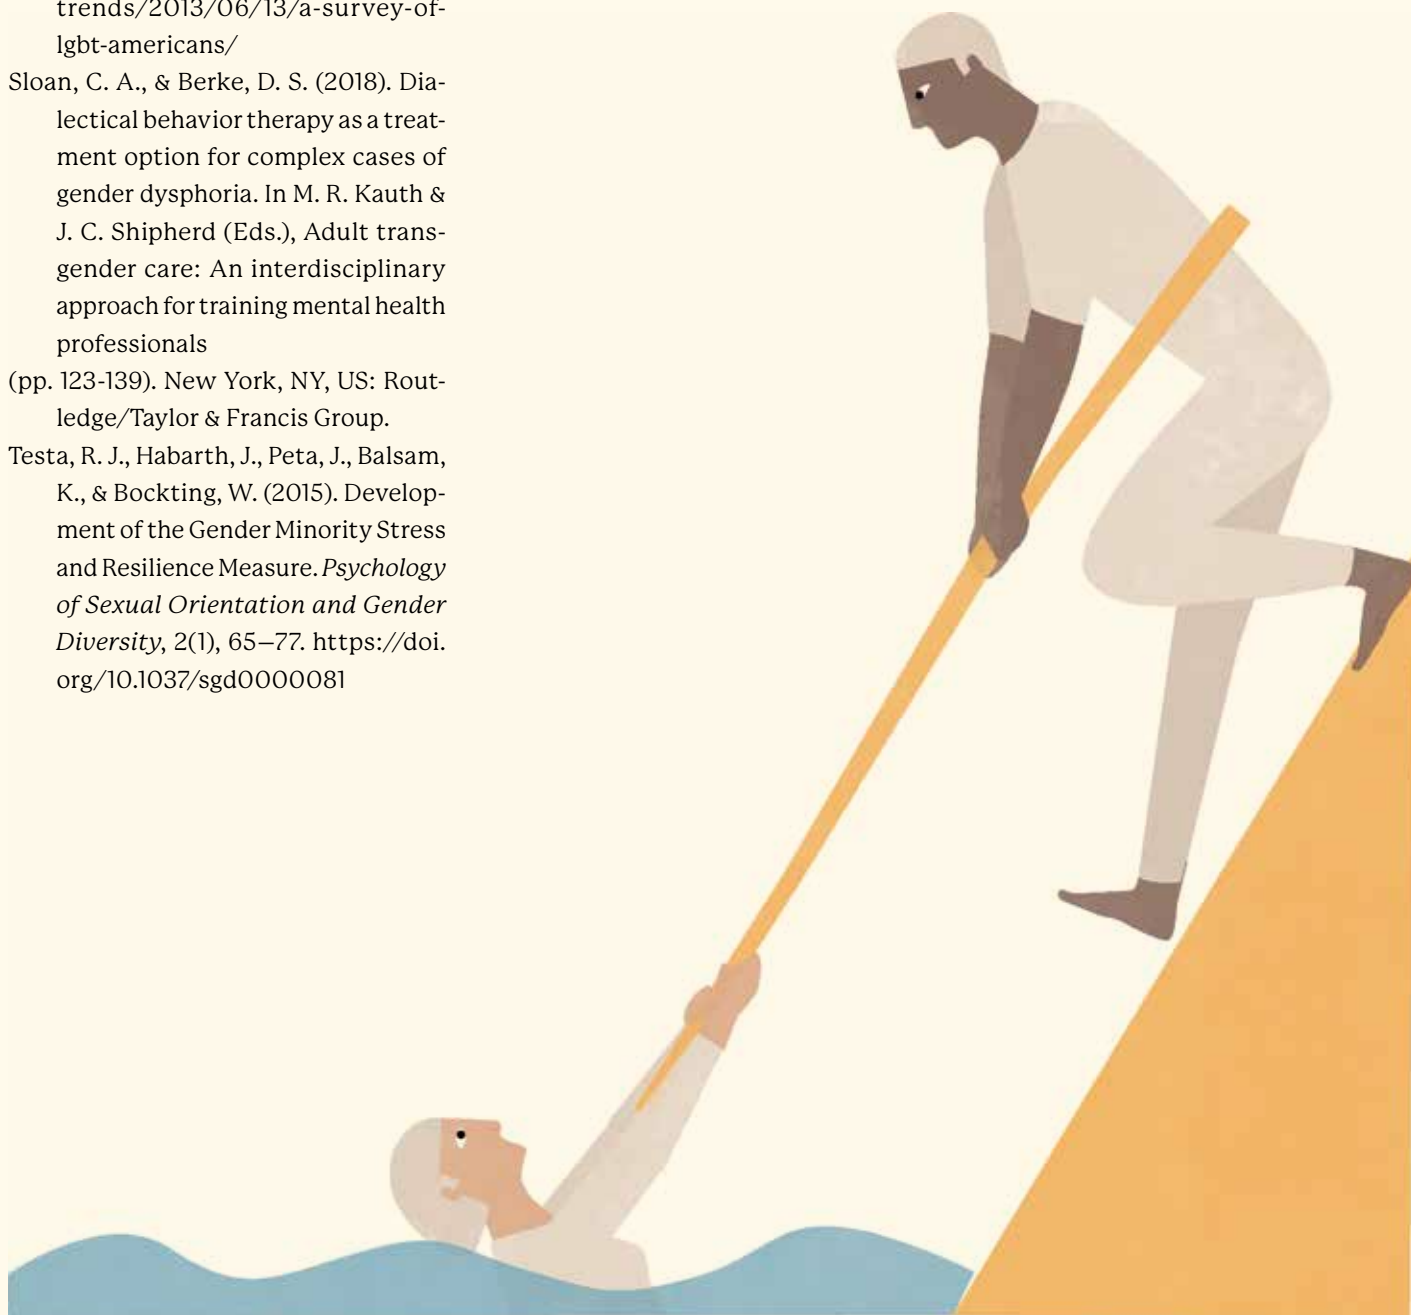 trends/2013/06/13/a-survey-of-
lgbt-americans/
Sloan, C. A., & Berke, D. S. (2018). Dia-
lectical behavior therapy as a treat-
ment option for complex cases of
gender dysphoria. In M. R. Kauth &
J. C. Shipherd (Eds.), Adult trans-
gender care: An interdisciplinary
approach for training mental health
professionals
(pp. 123-139). New York, NY, US: Rout-
ledge/Taylor & Francis Group.
Testa, R. J., Habarth, J., Peta, J., Balsam,
K., & Bockting, W. (2015). Develop-
ment of the Gender Minority Stress
and Resilience Measure. Psychology
of Sexual Orientation and Gender
Diversity, 2(1), 65–77. https://doi.
org/10.1037/sgd0000081